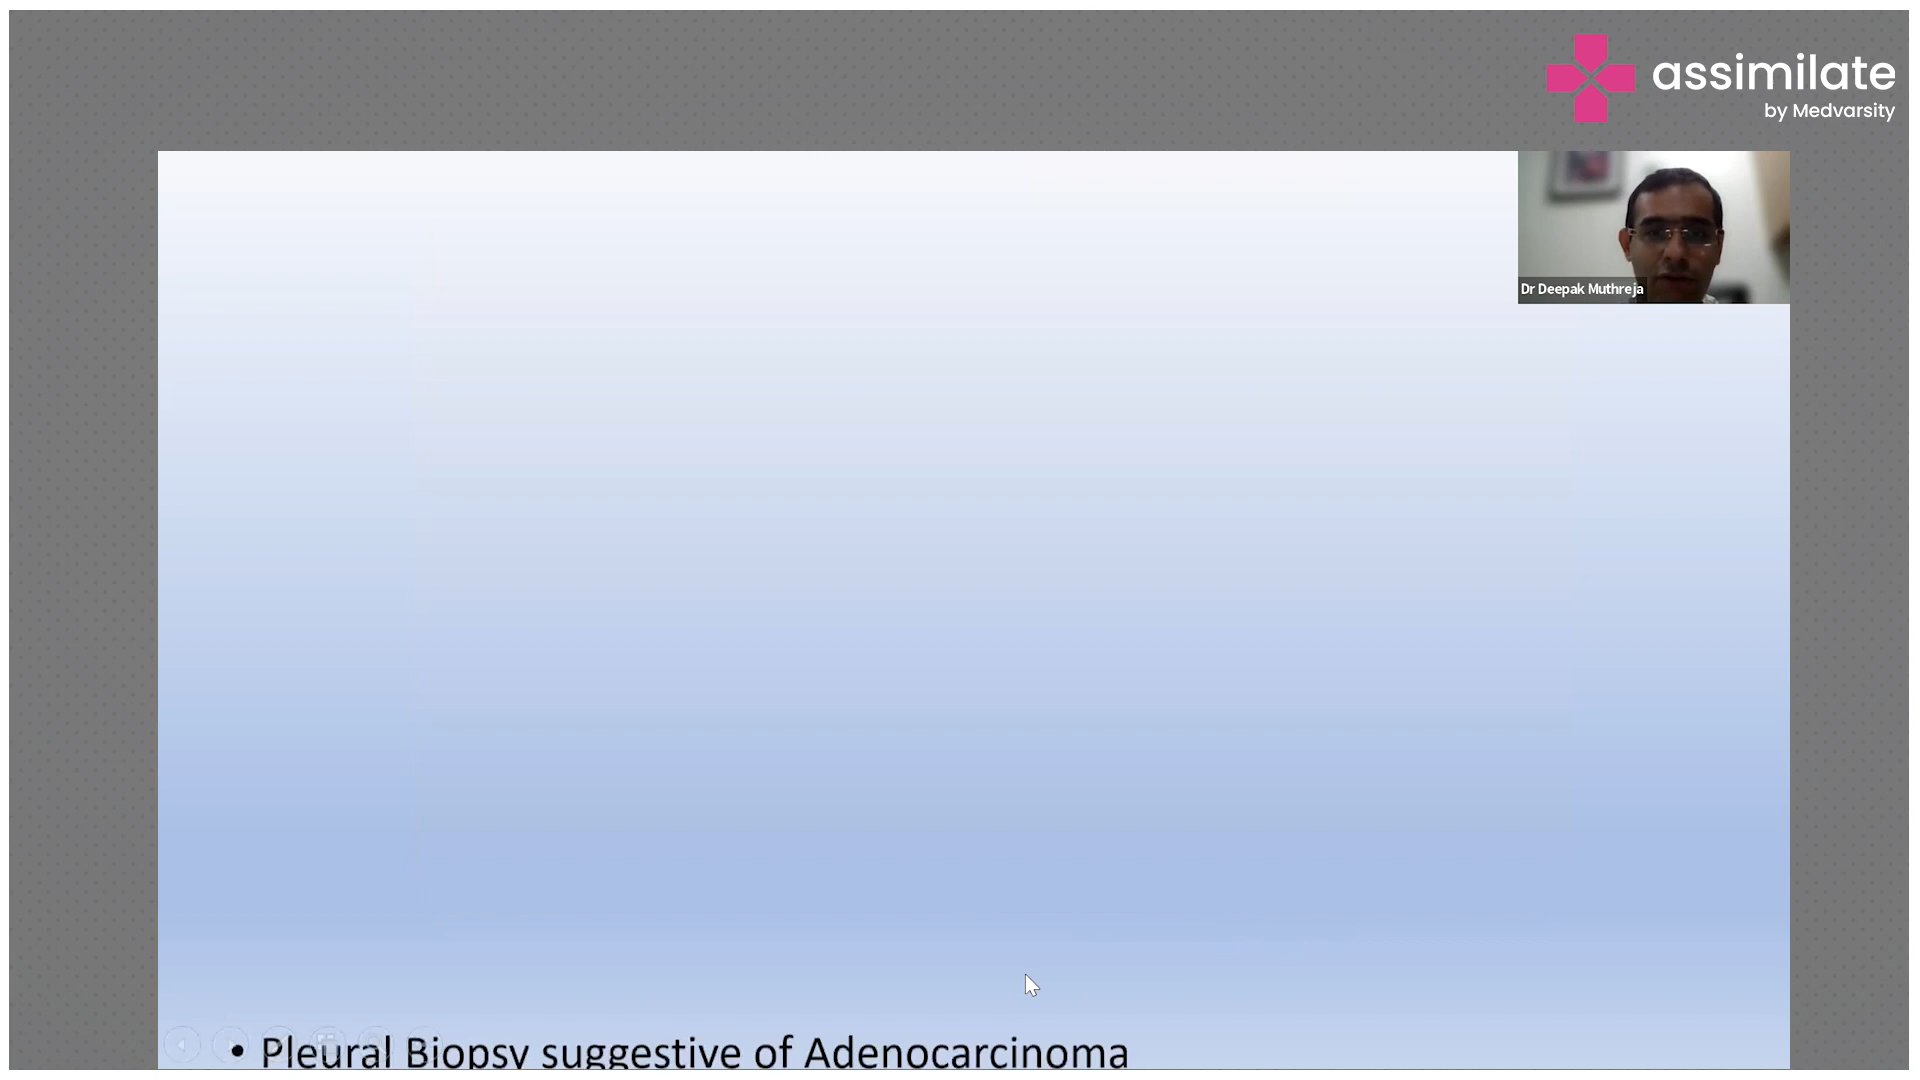 assimilate
by Medvarsity
Dr Deepak Muthreja
• Pleural Biopsy suggestive of Adenocarcinoma